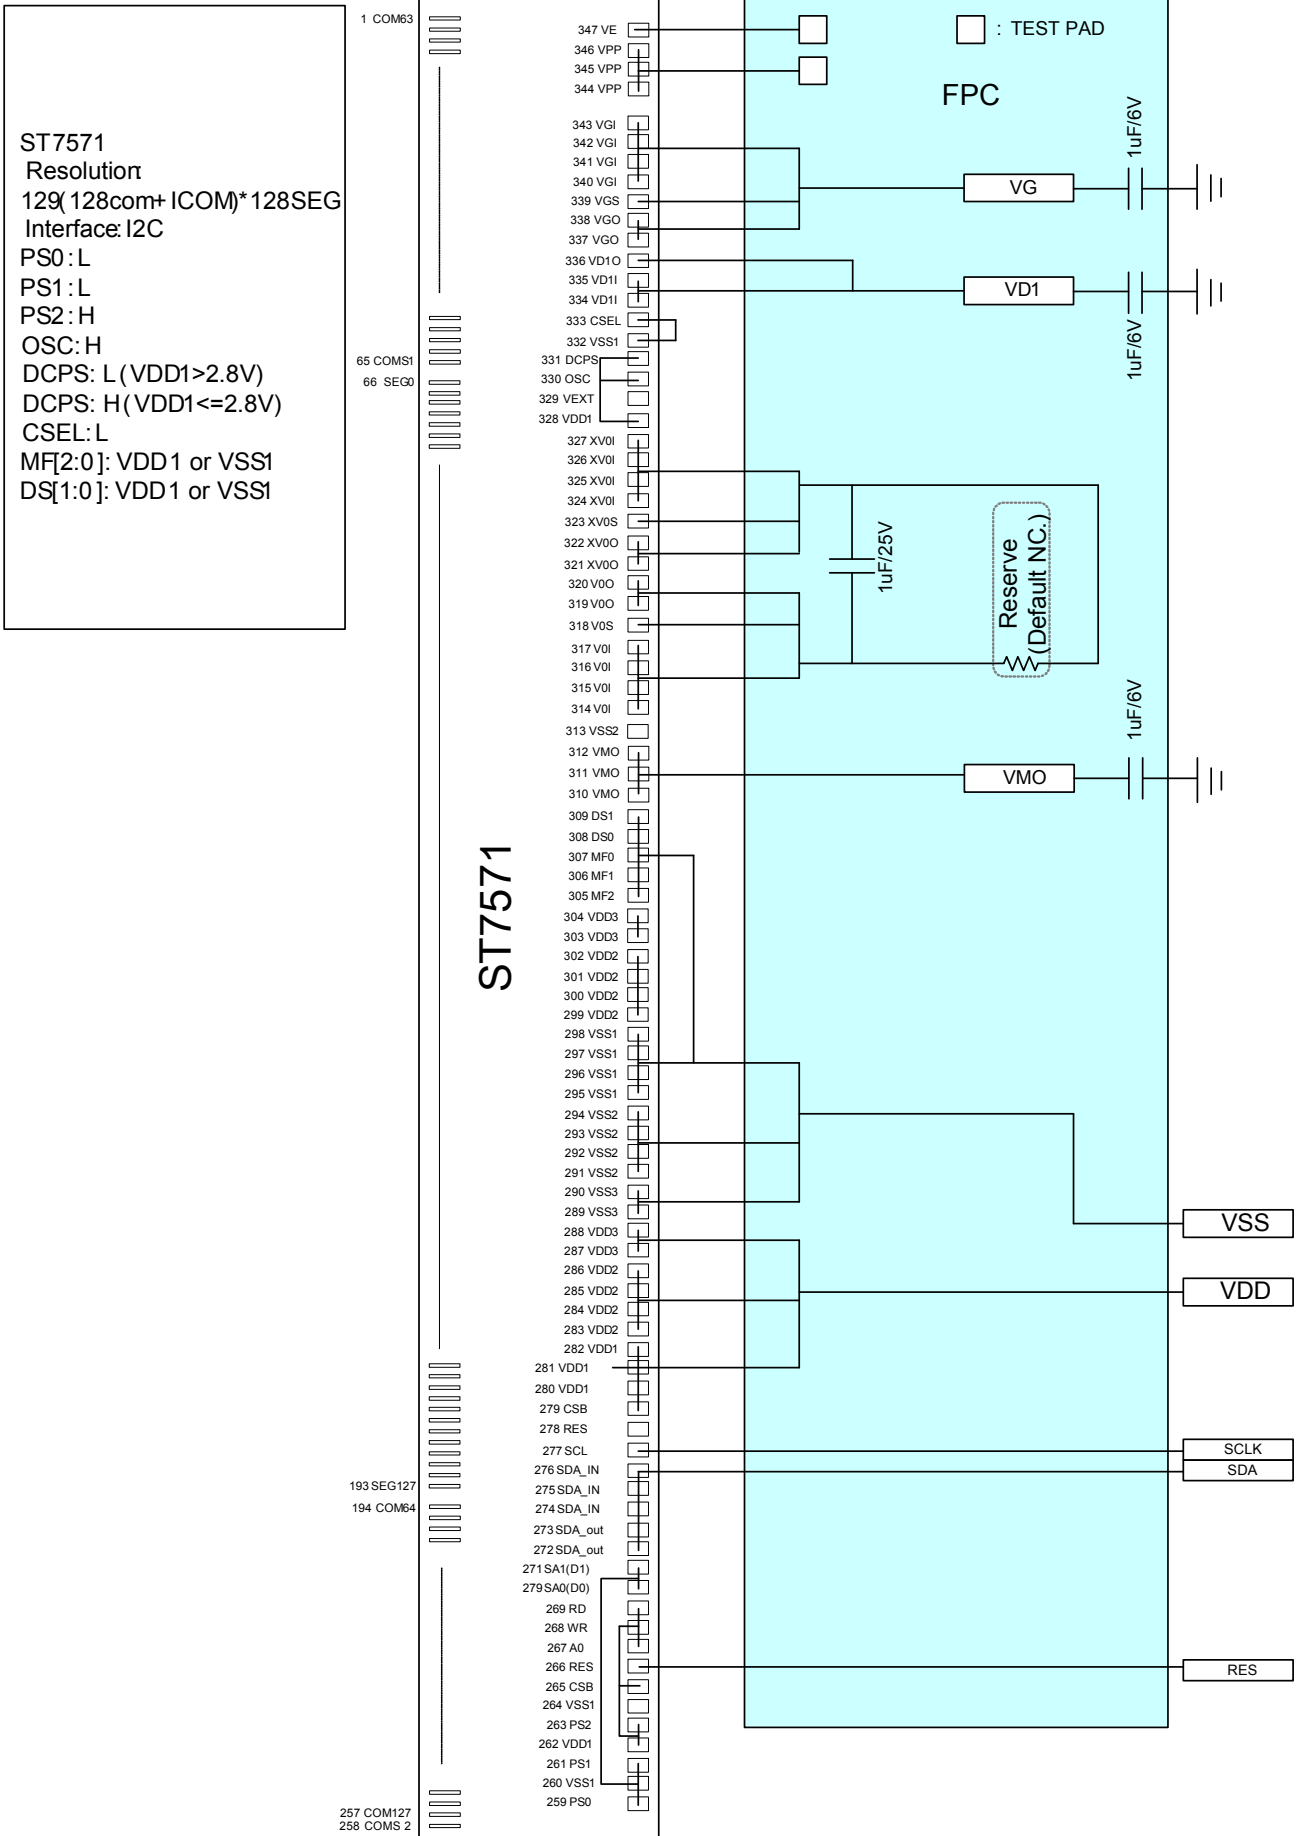 ST7571
Resolution:
129(128com+ICOM)*128SEG
Interface:I2C
PS0:L
PS1:L
PS2:H
OSC:H
DCPS: L(VDD1>2.8V)
DCPS: H(VDD1<=2.8V)
CSEL:L
MF[2:0]: VDD1 or VSS1
DS[1:0]: VDD1 or VSS1
1 COM63
65 COMS1
66 SEG0
193 SEG127
194 COM64
257 COM127
258 COMS 2
ST7571
347 VE
346 VPP
345 VPP
344 VPP
343 VGI
342 VGI
341 VGI
340 VGI
339 VGS
338 VGO
337 VGO
336 VD1O
335 VD1I
334 VD1I
333 CSEL
332 VSS1
331 DCPS
330 OSC
329 VEXT
328 VDD1
327 XV0I
326 XV0I
325 XV0I
324 XV0I
323 XV0S
322 XV0O
321 XV0O
320 V0O
319 V0O
318 V0S
317 V0I
316 V0I
315 V0I
314 V0I
313 VSS2
312 VMO
311 VMO
310 VMO
309 DS1
308 DS0
307 MF0
306 MF1
305 MF2
304 VDD3
303 VDD3
302 VDD2
301 VDD2
300 VDD2
299 VDD2
298 VSS1
297 VSS1
296 VSS1
295 VSS1
294 VSS2
293 VSS2
292 VSS2
291 VSS2
290 VSS3
289 VSS3
288 VDD3
287 VDD3
286 VDD2
285 VDD2
284 VDD2
283 VDD2
282 VDD1
281 VDD1
280 VDD1
279 CSB
278 RES
277 SCL
276 SDA_IN
275 SDA_IN
274 SDA_IN
273 SDA_out
272 SDA_out
271 SA1(D1)
279 SA0(D0)
269 RD
268 WR
267 A0
266 RES
265 CSB
264 VSS1
263 PS2
262 VDD1
261 PS1
260 VSS1
259 PS0
: TEST PAD
FPC
1uF/6V
VG
VD1
1uF/6V
1uF/25V
Reserve
(Default NC.)
1uF/6V
VMO
VSS
VDD
SCLK
SDA
RES